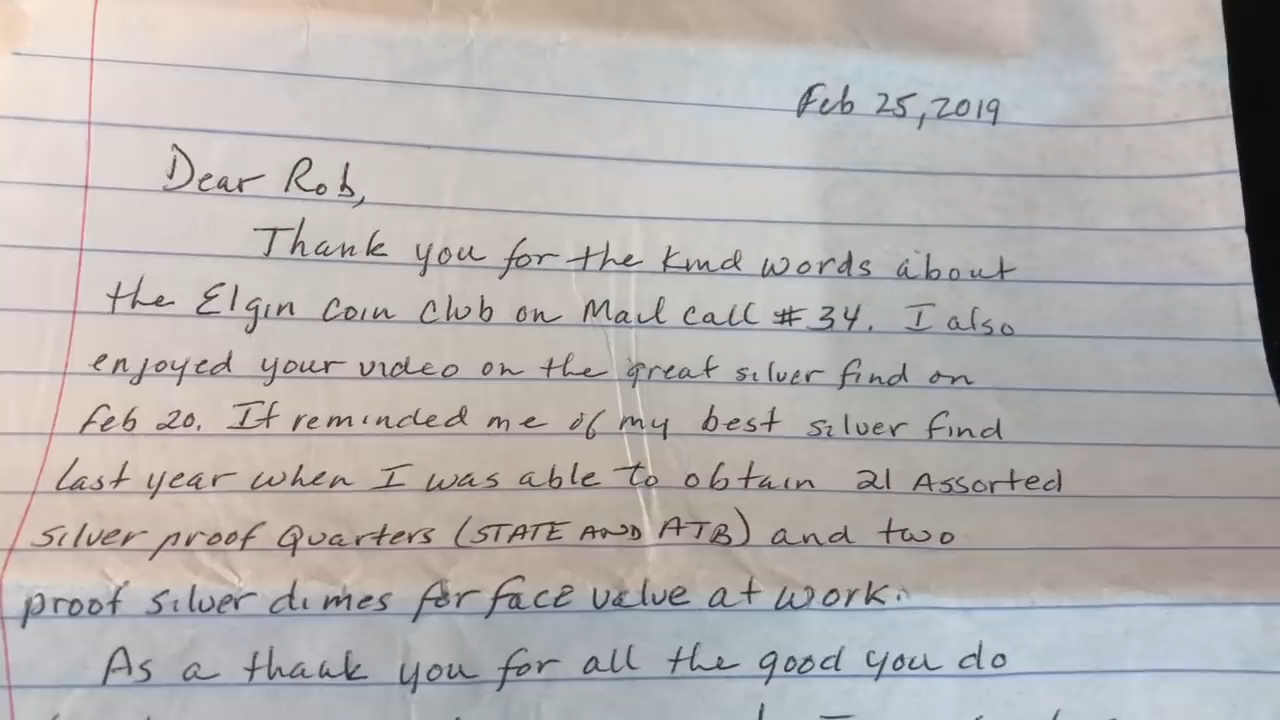 Feb 25, 2019
Dear Rob,
Thank you for the kind words about
the Elgin Coin Club on Mail call # 34. I also
enjoyed your video on the great silver find on
Feb 20. It reminded me of my best silver find
last year when I was able to obtain 21 Assorted
silver proof Quarters (STATE AND ATB) and two
proof silver dimes for face value at work.
As a thank you for all the good you do